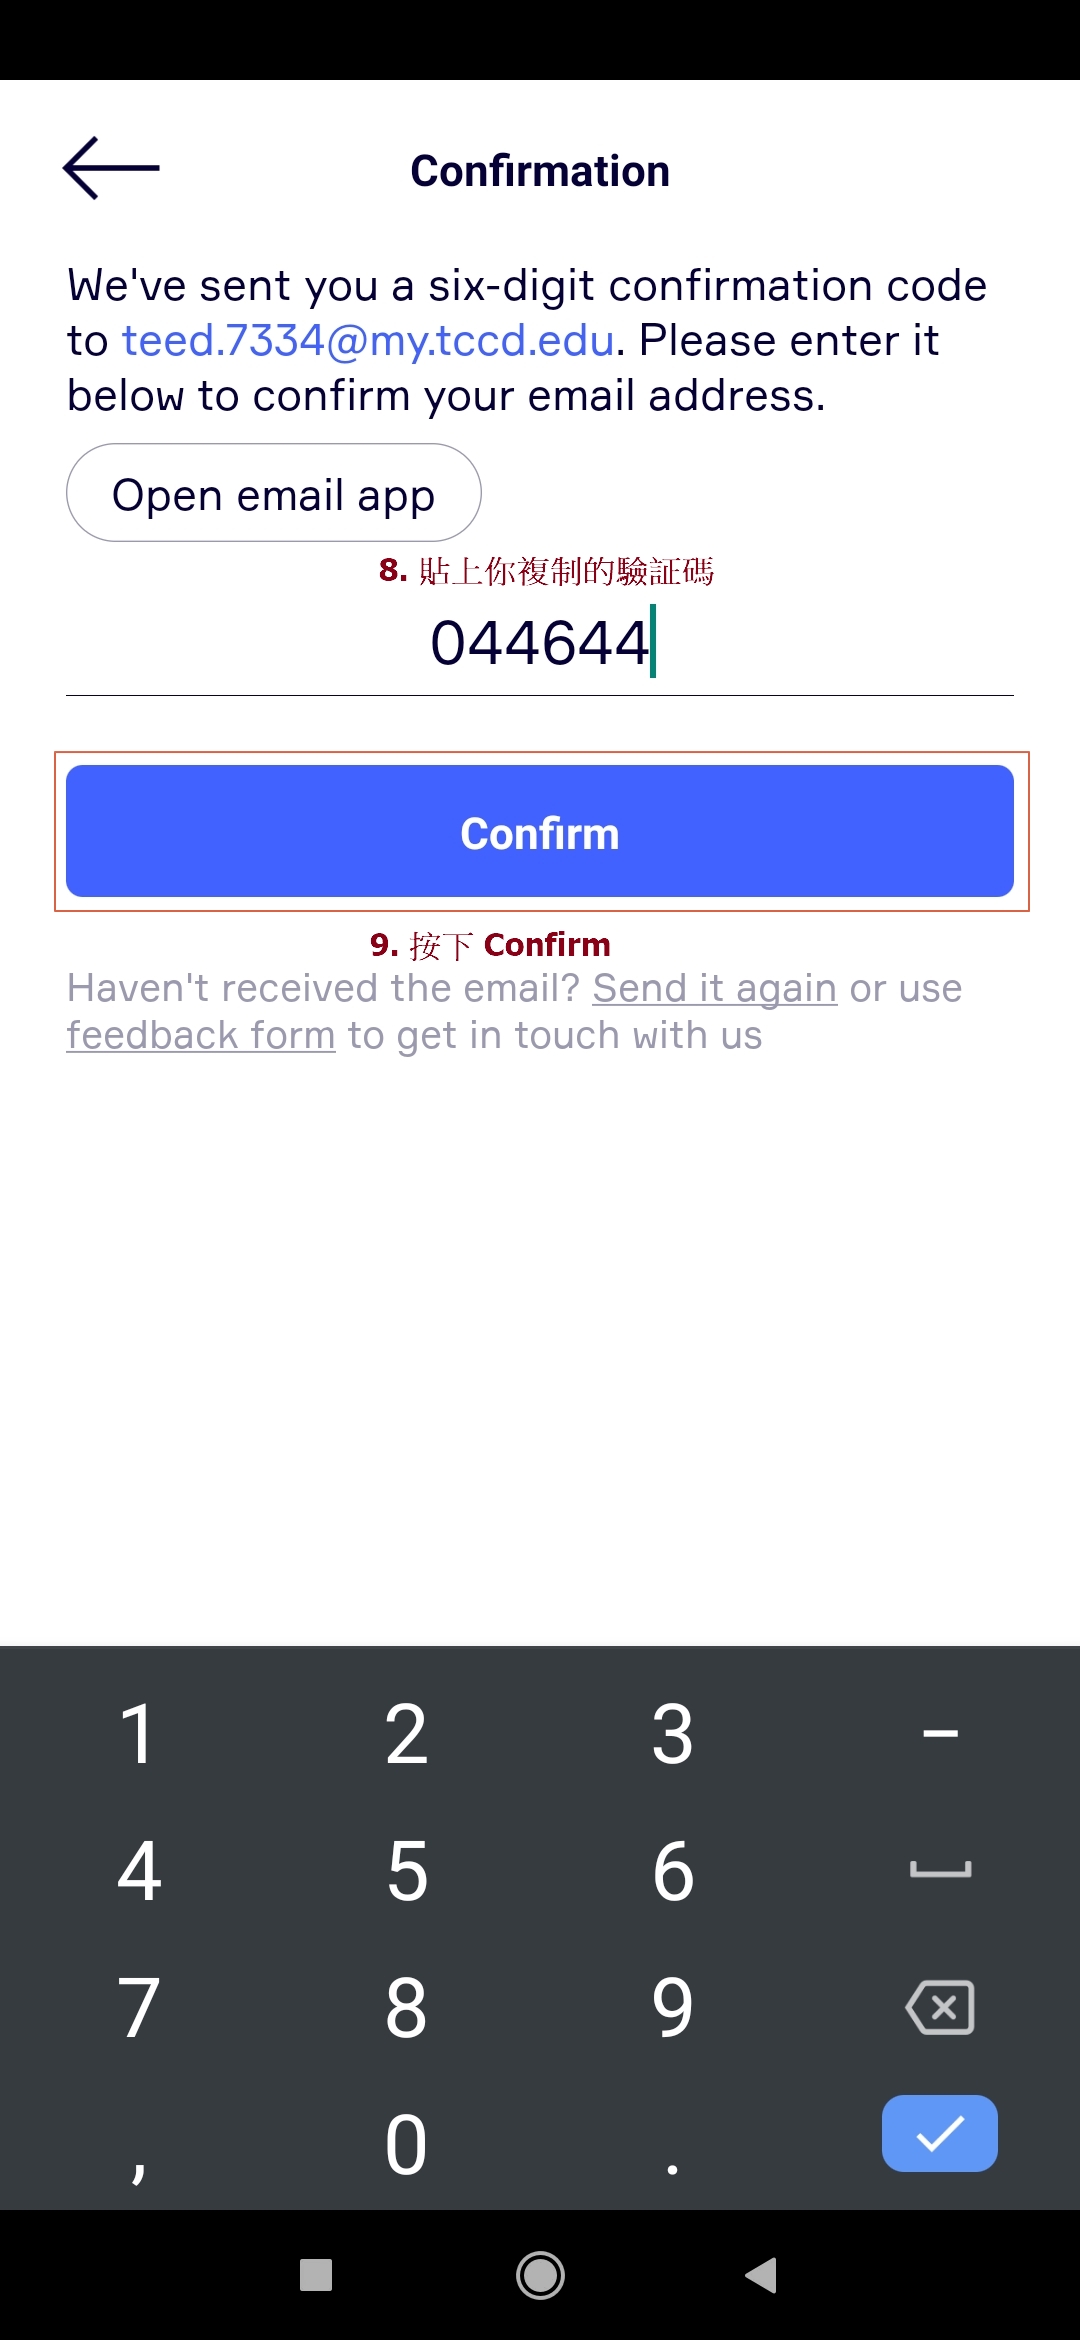 Confirmation
We've sent you a six-digit confirmation code
to teed.7334@my.tccd.edu. Please enter it
below to confirm your email address.
Open email app
8. 貼上你複制的驗証碼
044644
Confirm
9. 按下 Confirm
Haven't received the email? Send it again or use
feedback form to get in touch with us
1 2 3 –
4 5 6
7 8 9
, 0 .